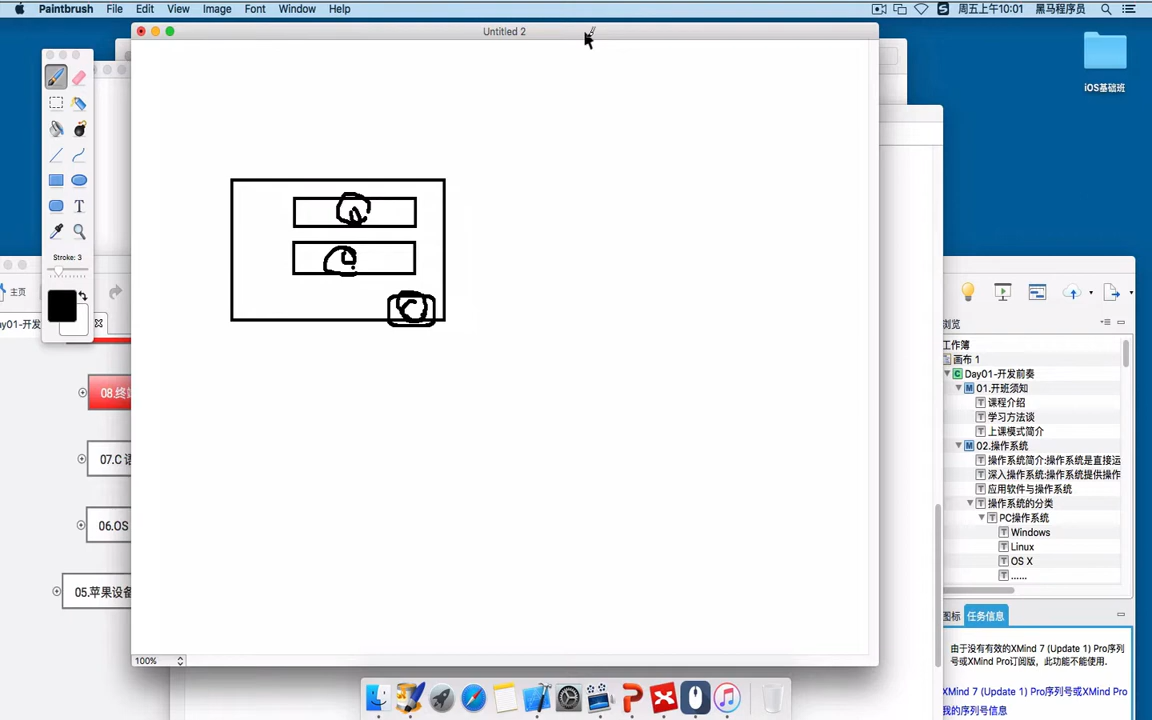 Paintbrush File Edit View Image Font Window Help
周五上午10:01 黑马程序员
Untitled 2
iOS基础班
Stroke: 3
主页
ay01-开发
08.终端
07.C 语
06.OS
05.苹果设备
100%
浏览
工作簿
画布 1
Day01-开发前奏
01.开班须知
课程介绍
学习方法谈
上课模式简介
02.操作系统
操作系统简介:操作系统是直接运
深入操作系统:操作系统提供操作
应用软件与操作系统
操作系统的分类
PC操作系统
Windows
Linux
OS X
......
图标 任务信息
由于没有有效的XMind 7 (Update 1) Pro序列
号或XMind Pro订阅版，此功能不能使用.
XMind 7 (Update 1) Pro序列号或XMind Pro
我的序列号信息